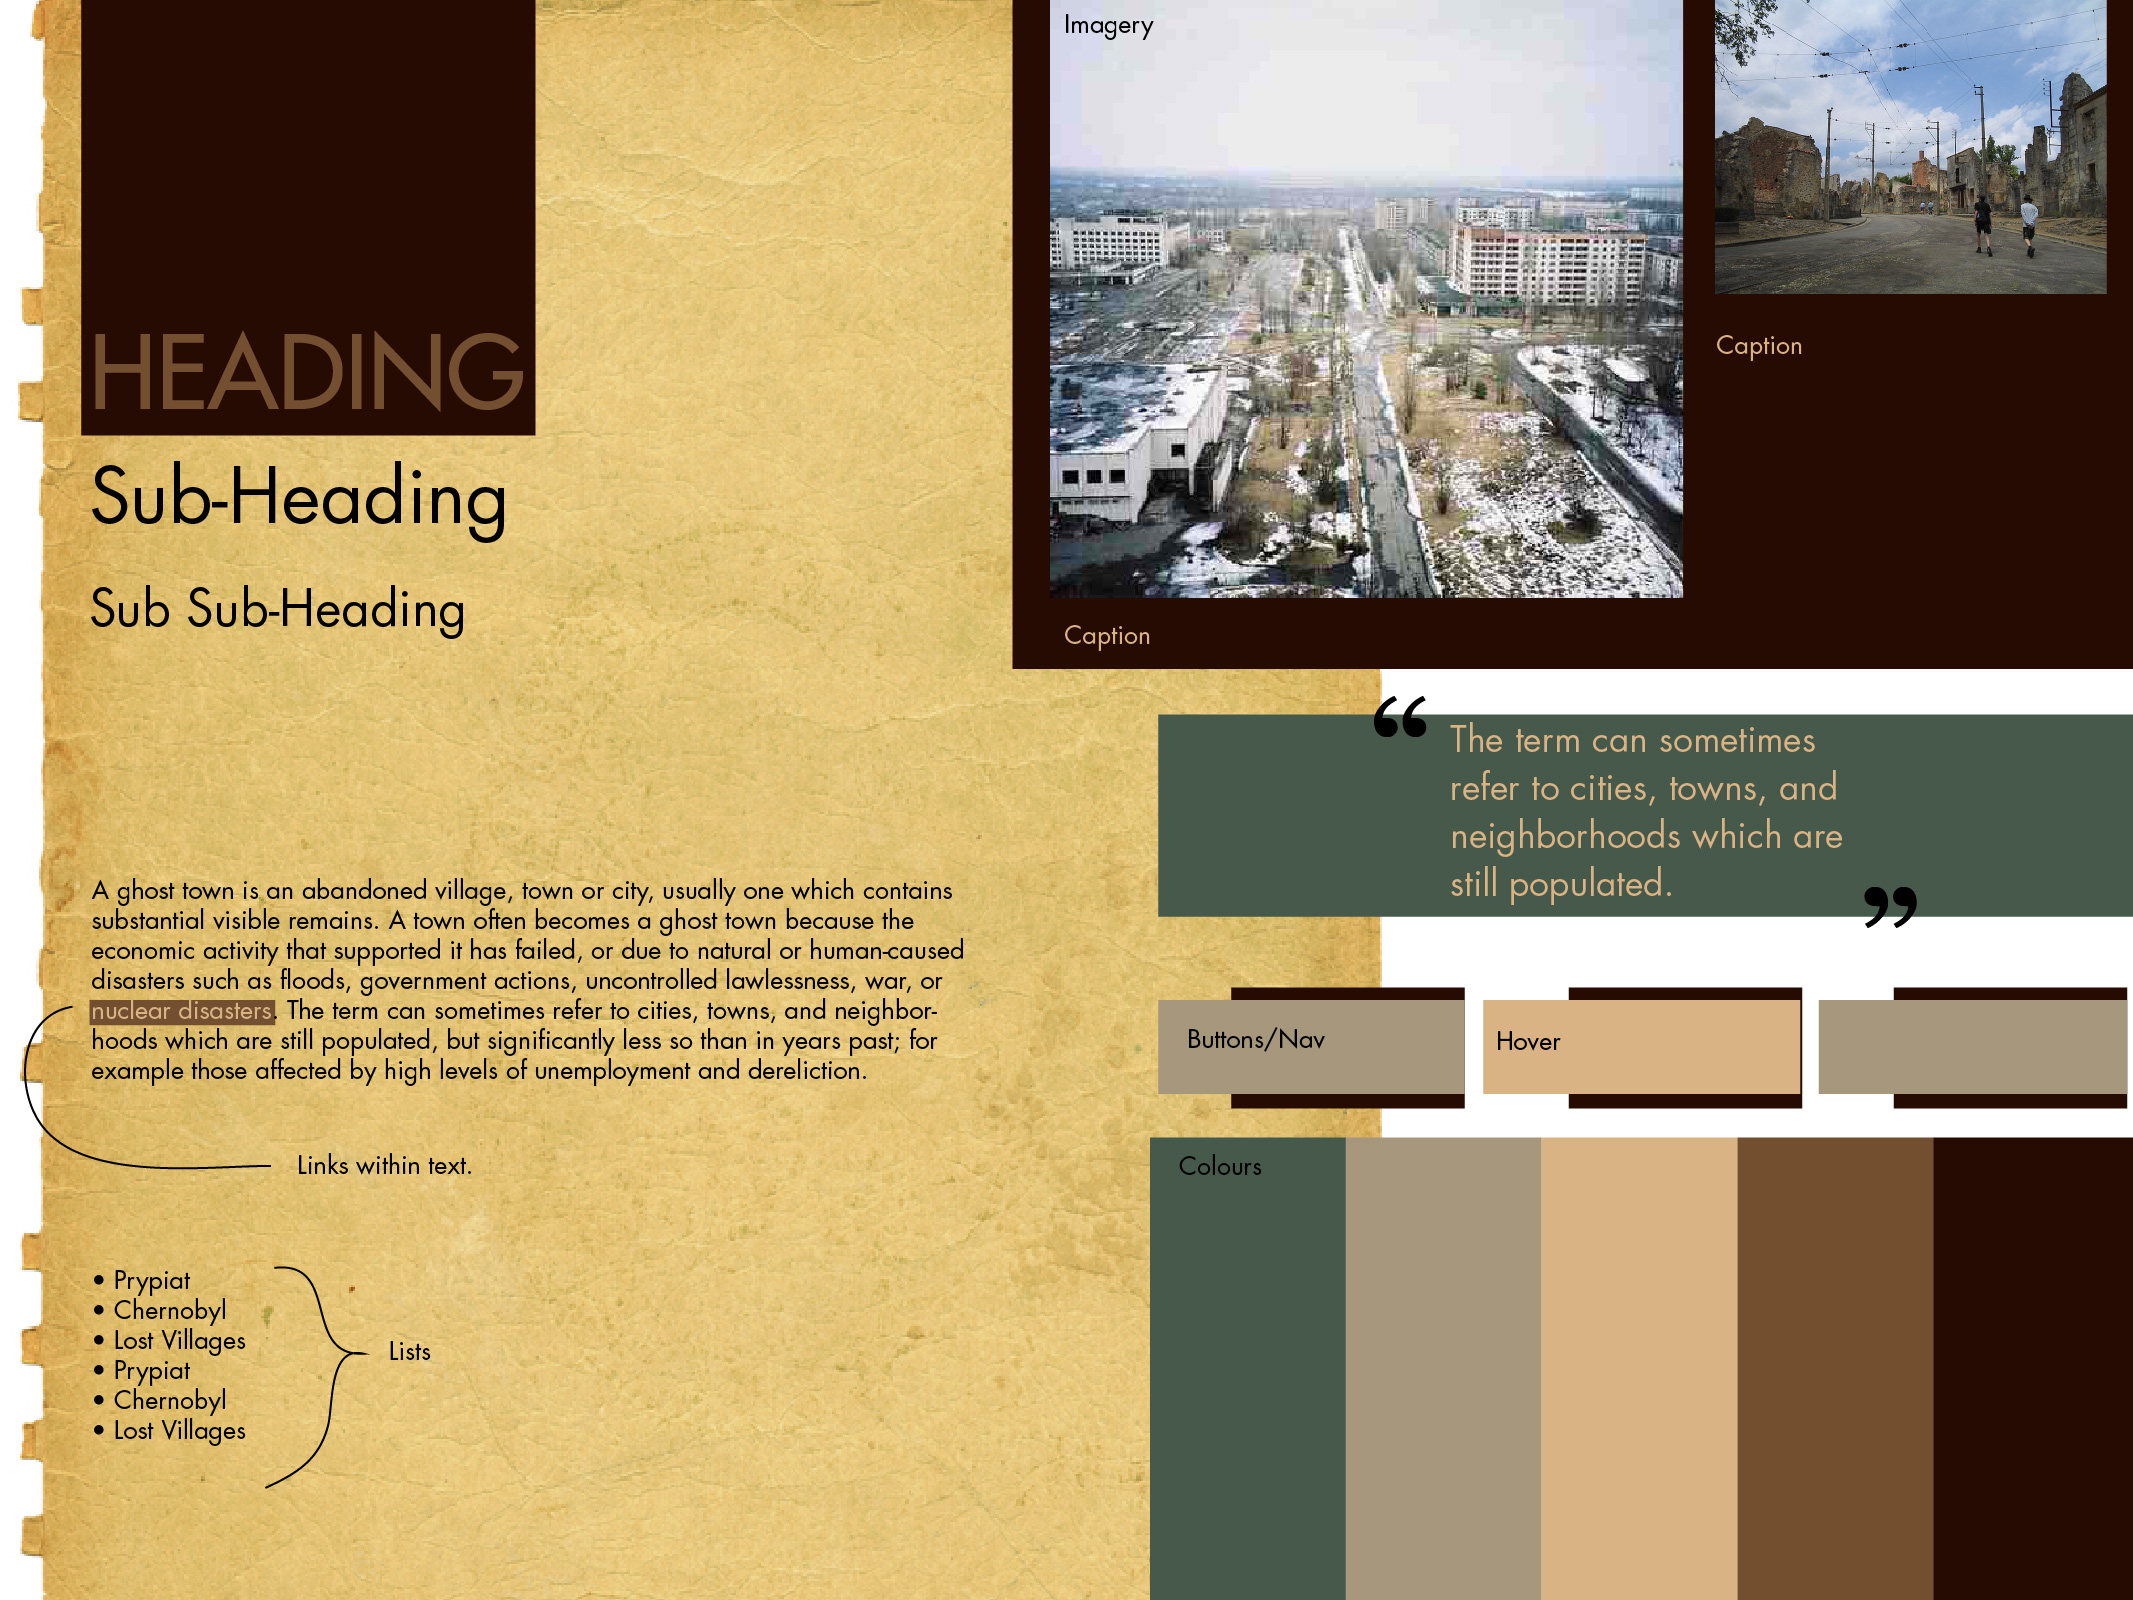 HEADING
Sub-Heading
Sub Sub-Heading
A ghost town is an abandoned village, town or city, usually one which contains
substantial visible remains. A town often becomes a ghost town because the
economic activity that supported it has failed, or due to natural or human-caused
disasters such as floods, government actions, uncontrolled lawlessness, war, or
nuclear disasters. The term can sometimes refer to cities, towns, and neighbor-
hoods which are still populated, but significantly less so than in years past; for
example those affected by high levels of unemployment and dereliction.
Links within text.
• Prypiat
• Chernobyl
• Lost Villages
• Prypiat
• Chernobyl
• Lost Villages
Lists
Imagery
Caption
Caption
“The term can sometimes
refer to cities, towns, and
neighborhoods which are
still populated.”
Buttons/Nav
Hover
Colours